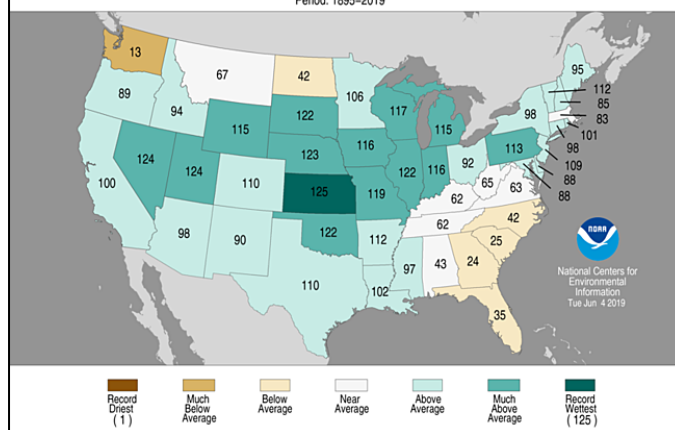 Period: 1895–2019
13
67
42
106
95
112
85
83
101
98
109
88
88
89
94
122
117
98
115
115
116
113
123
124
124
110
125
119
122
116
92
65
63
100
62
42
98
90
122
112
62
25
24
43
97
110
102
35
NOAA
National Centers for
Environmental
Information
Tue Jun 4 2019
Record
Driest
(1)
Much
Below
Average
Below
Average
Near
Average
Above
Average
Much
Above
Average
Record
Wettest
(125)